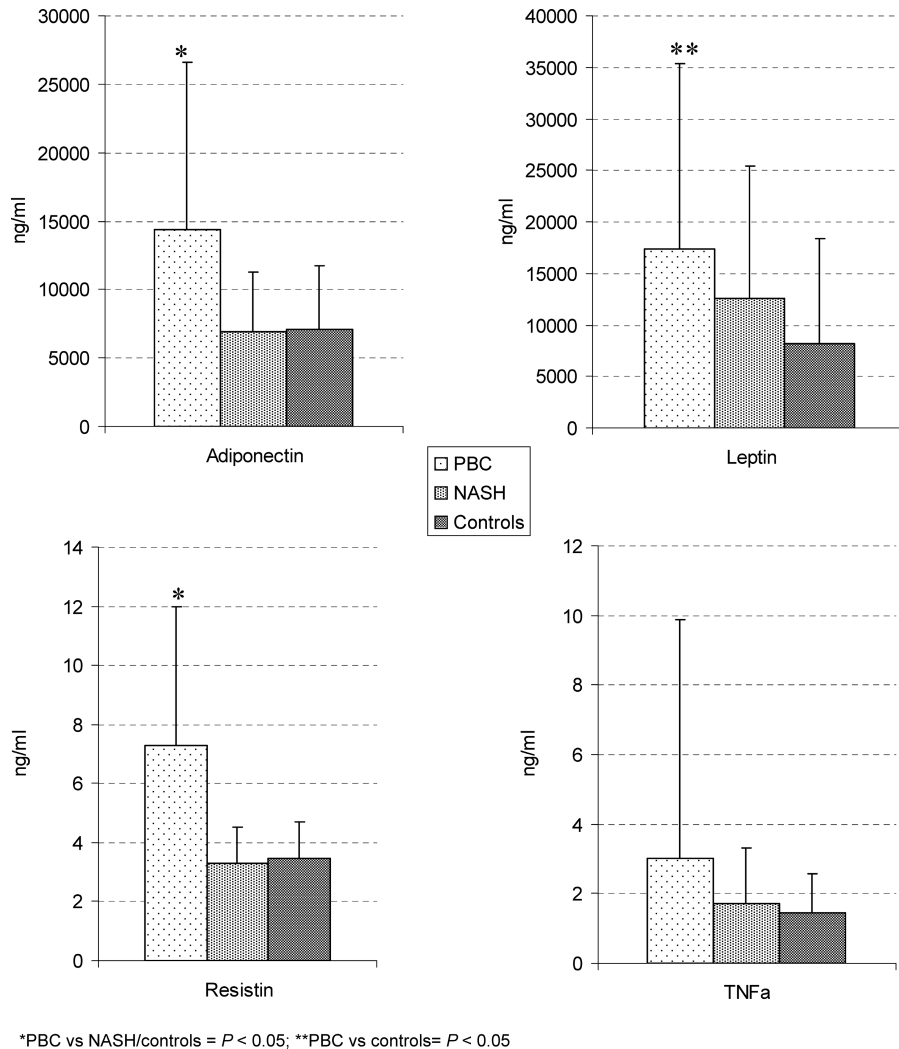 30000
25000
20000
15000
10000
5000
0
ng/ml
*
Adiponectin
40000
35000
30000
25000
20000
15000
10000
5000
0
ng/ml
**
Leptin
PBC
NASH
Controls
14
12
10
8
6
4
2
0
ng/ml
*
Resistin
12
10
8
6
4
2
0
ng/ml
TNFa
*PBC vs NASH/controls = P < 0.05; **PBC vs controls= P < 0.05